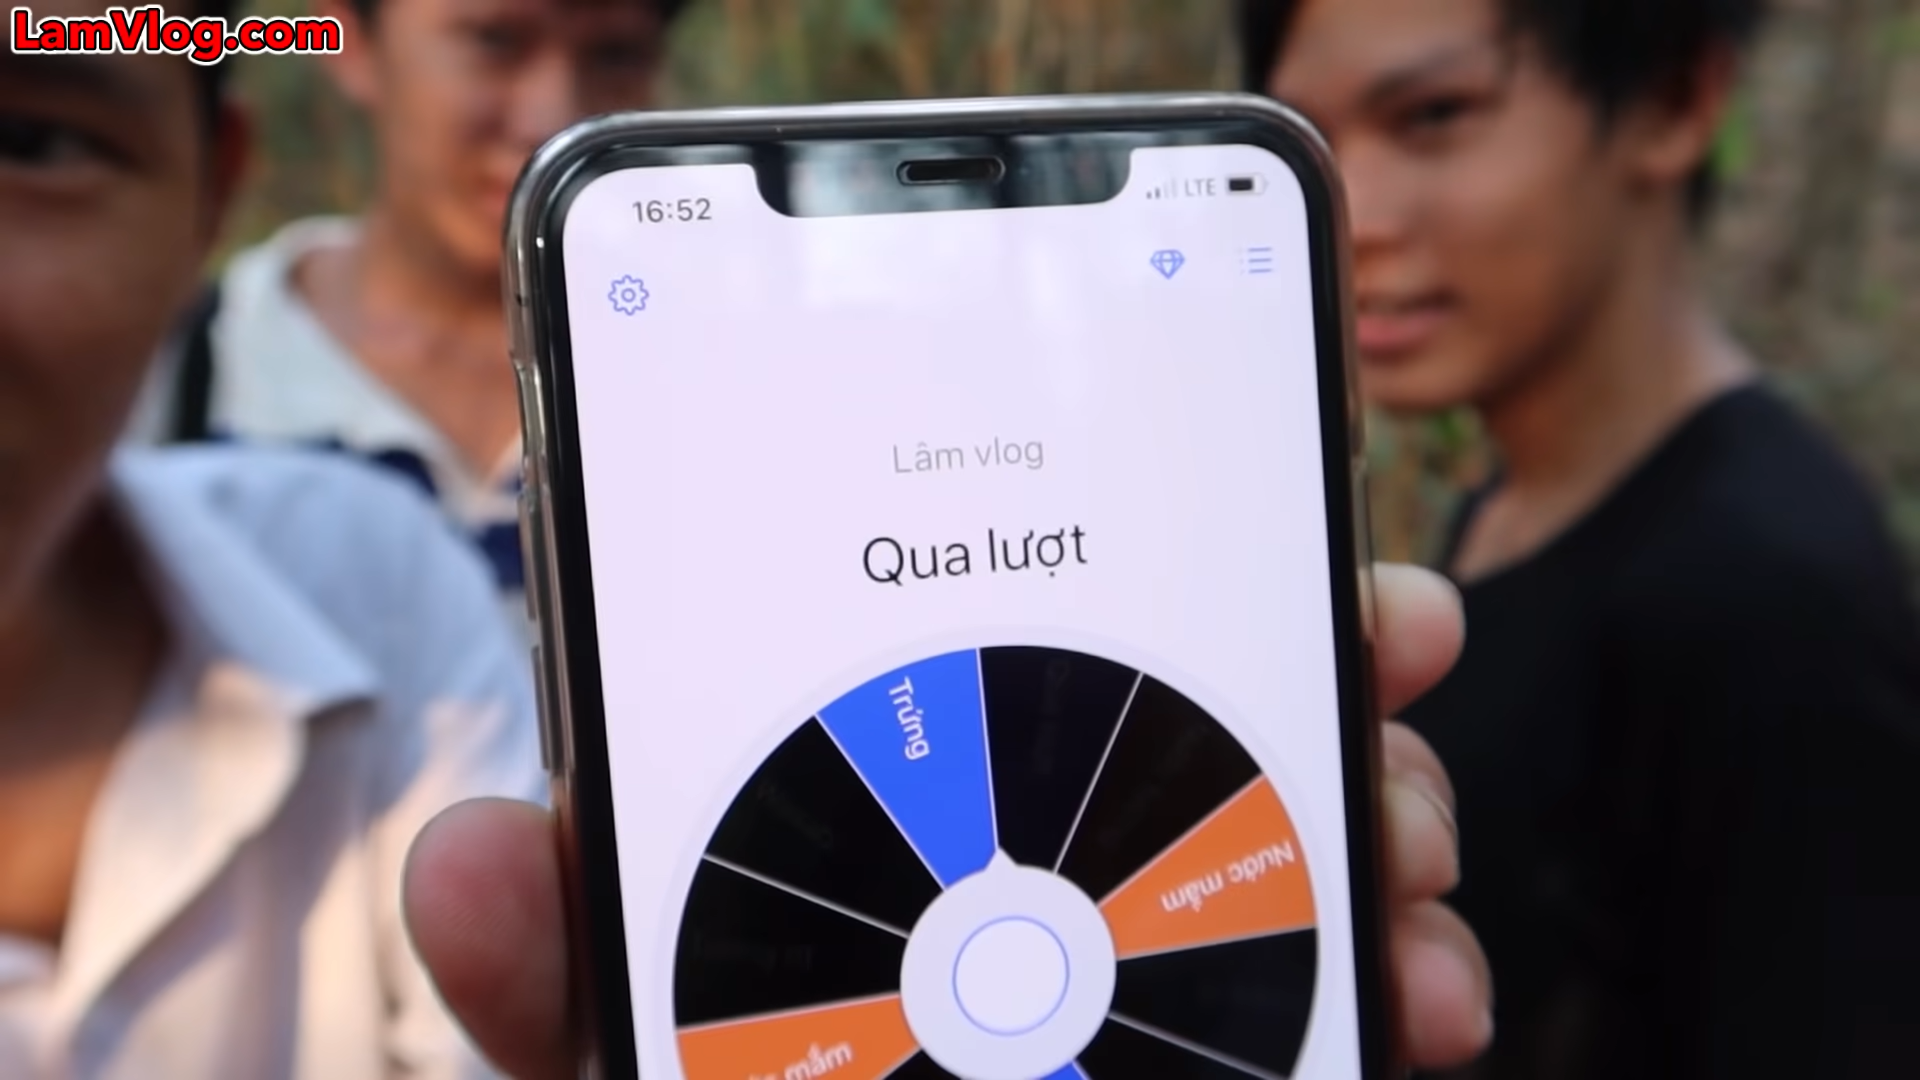 LamVlog.com
16:52
LTE
Lâm vlog
Qua lượt
Trứng
Nước mắm
mắm